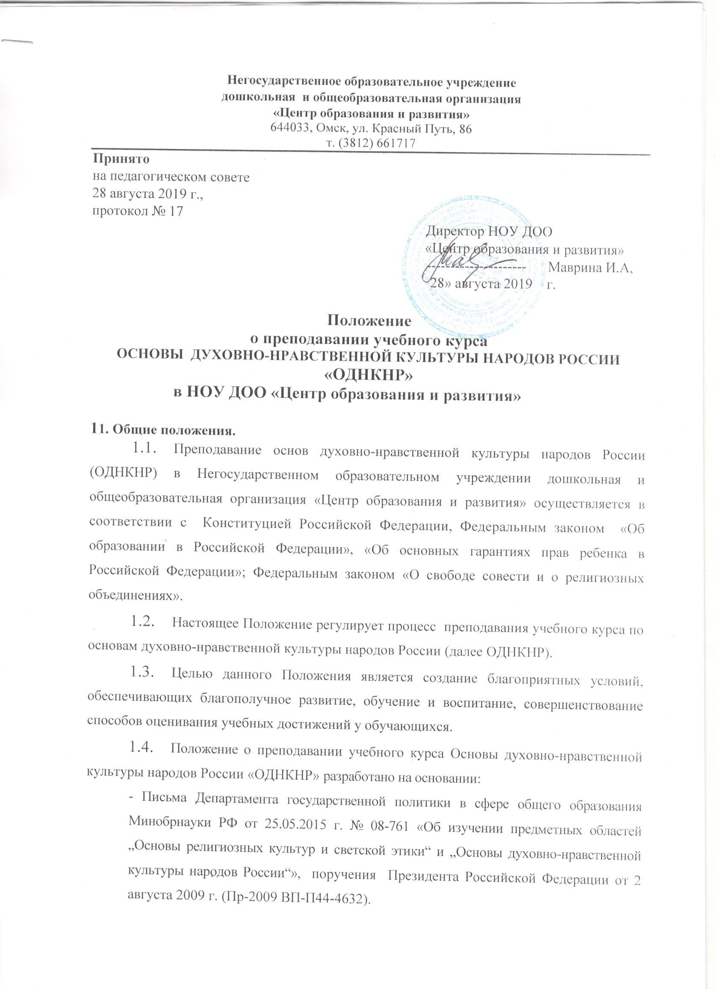 Негосударственное образовательное учреждение
дошкольная и общеобразовательная организация
«Центр образования и развития»
644033, Омск, ул. Красный Путь, 86
т. (3812) 661717
Принято
на педагогическом совете
28 августа 2019 г.,
протокол № 17
Директор НОУ ДОО
«Центр образования и развития»
--------------------- Маврина И.А,
28» августа 2019 г.
Положение
о преподавании учебного курса
ОСНОВЫ ДУХОВНО-НРАВСТВЕННОЙ КУЛЬТУРЫ НАРОДОВ РОССИИ
«ОДНКНР»
в НОУ ДОО «Центр образования и развития»
11. Общие положения.
1.1. Преподавание основ духовно-нравственной культуры народов России
(ОДНКНР) в Негосударственном образовательном учреждении дошкольная и
общеобразовательная организация «Центр образования и развития» осуществляется в
соответствии с Конституцией Российской Федерации, Федеральным законом «Об
образовании в Российской Федерации», «Об основных гарантиях прав ребенка в
Российской Федерации»; Федеральным законом «О свободе совести и о религиозных
объединениях».
1.2. Настоящее Положение регулирует процесс преподавания учебного курса по
основам духовно-нравственной культуры народов России (далее ОДНКНР).
1.3. Целью данного Положения является создание благоприятных условий,
обеспечивающих благополучное развитие, обучение и воспитание, совершенствование
способов оценивания учебных достижений у обучающихся.
1.4. Положение о преподавании учебного курса Основы духовно-нравственной
культуры народов России «ОДНКНР» разработано на основании:
- Письма Департамента государственной политики в сфере общего образования
Минобрнауки РФ от 25.05.2015 г. № 08-761 «Об изучении предметных областей
„Основы религиозных культур и светской этики“ и „Основы духовно-нравственной
культуры народов России“», поручения Президента Российской Федерации от 2
августа 2009 г. (Пр-2009 ВП-П44-4632).